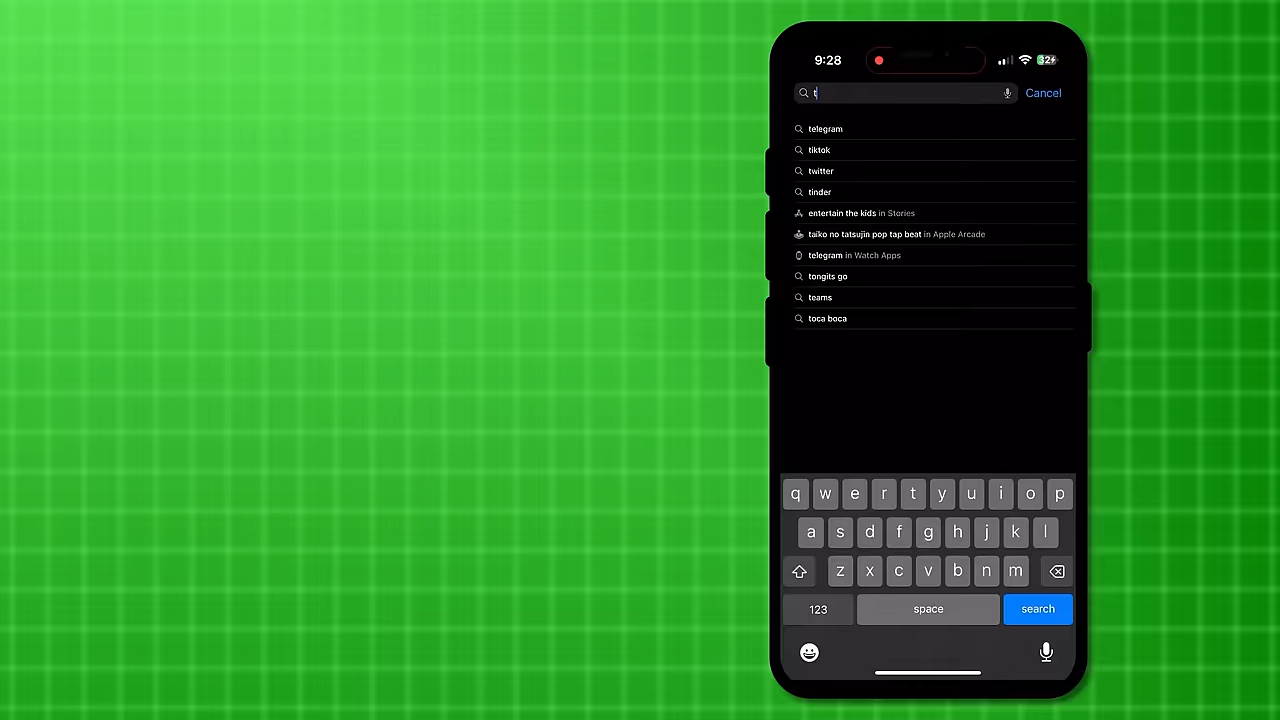 9:28 32
t Cancel
telegram
tiktok
twitter
tinder
entertain the kids in Stories
taiko no tatsujin pop tap beat in Apple Arcade
telegram in Watch Apps
tongits go
teams
toca boca
q w e r t y u i o p
a s d f g h j k l
z x c v b n m
123 space search